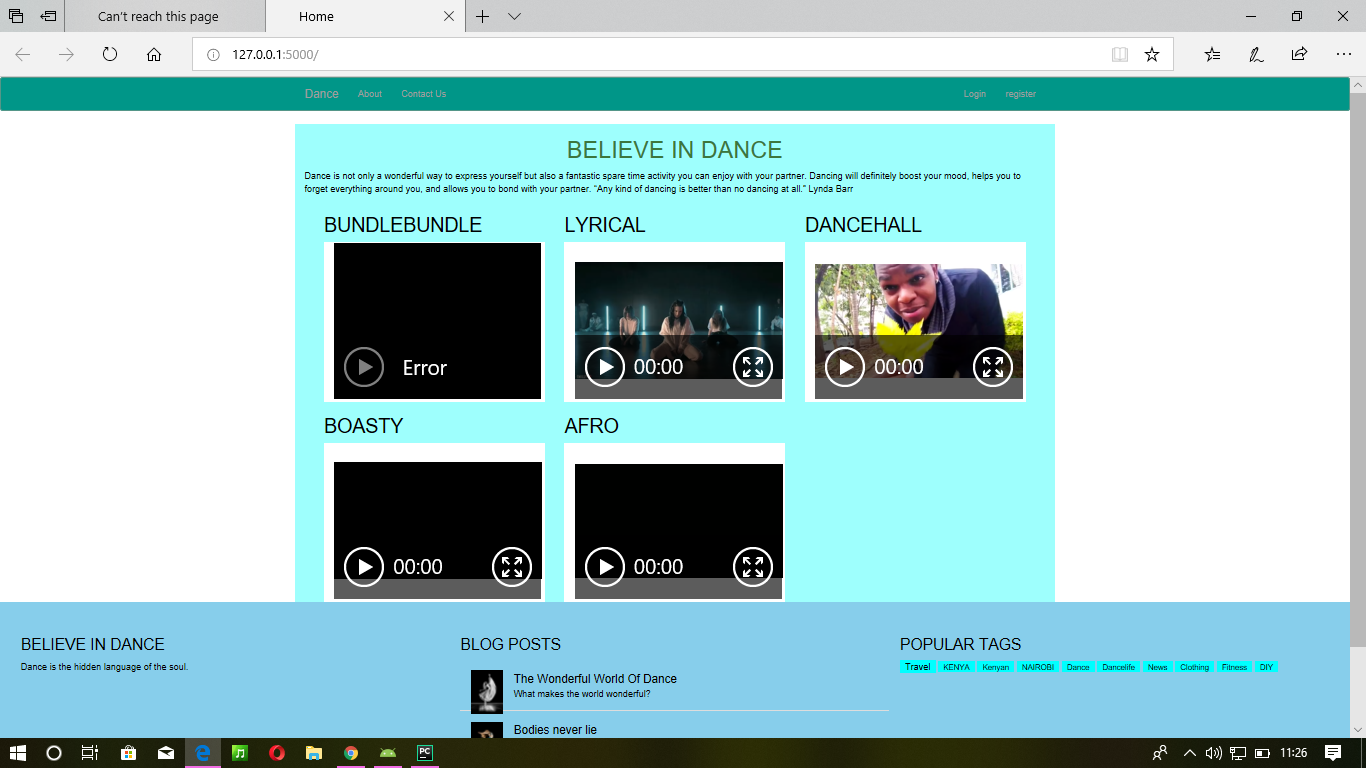 Can't reach this page
Home
127.0.0.1:5000/
Dance About Contact Us Login register
BELIEVE IN DANCE
Dance is not only a wonderful way to express yourself but also a fantastic spare time activity you can enjoy with your partner. Dancing will definitely boost your mood, helps you to
forget everything around you, and allows you to bond with your partner. “Any kind of dancing is better than no dancing at all.” Lynda Barr
BUNDLEBUNDLE
Error
LYRICAL
00:00
DANCEHALL
00:00
BOASTY
00:00
AFRO
00:00
BELIEVE IN DANCE
Dance is the hidden language of the soul.
BLOG POSTS
The Wonderful World Of Dance
What makes the world wonderful?
Bodies never lie
POPULAR TAGS
Travel KENYA Kenyan NAIROBI Dance Dancelife News Clothing Fitness DIY
PC
11:26